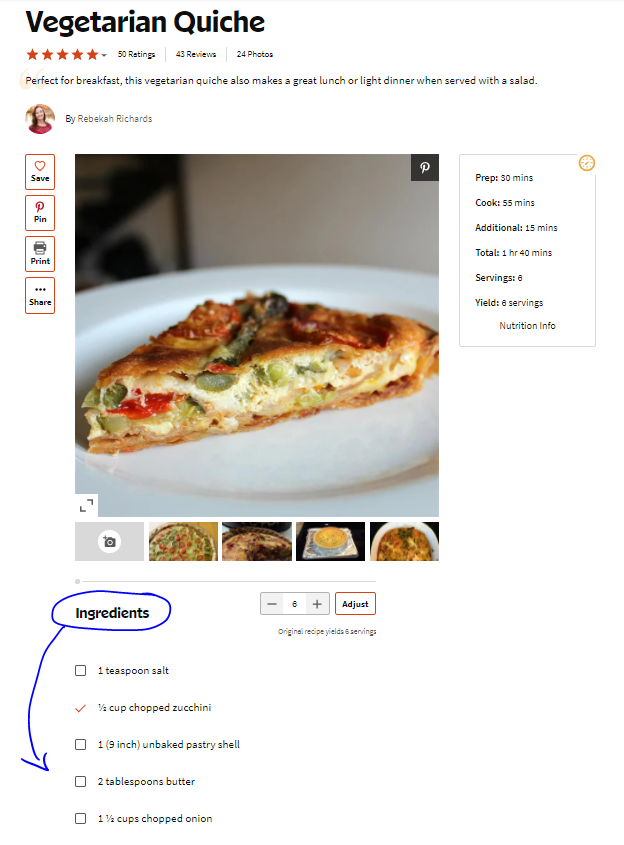 Vegetarian Quiche
50 Ratings 43 Reviews 24 Photos
Perfect for breakfast, this vegetarian quiche also makes a great lunch or light dinner when served with a salad.
By Rebekah Richards
Save
Pin
Print
Share
Prep: 30 mins
Cook: 55 mins
Additional: 15 mins
Total: 1 hr 40 mins
Servings: 6
Yield: 6 servings
Nutrition Info
Ingredients
− 6 + Adjust
Original recipe yields 6 servings
1 teaspoon salt
½ cup chopped zucchini
1 (9 inch) unbaked pastry shell
2 tablespoons butter
1 ½ cups chopped onion